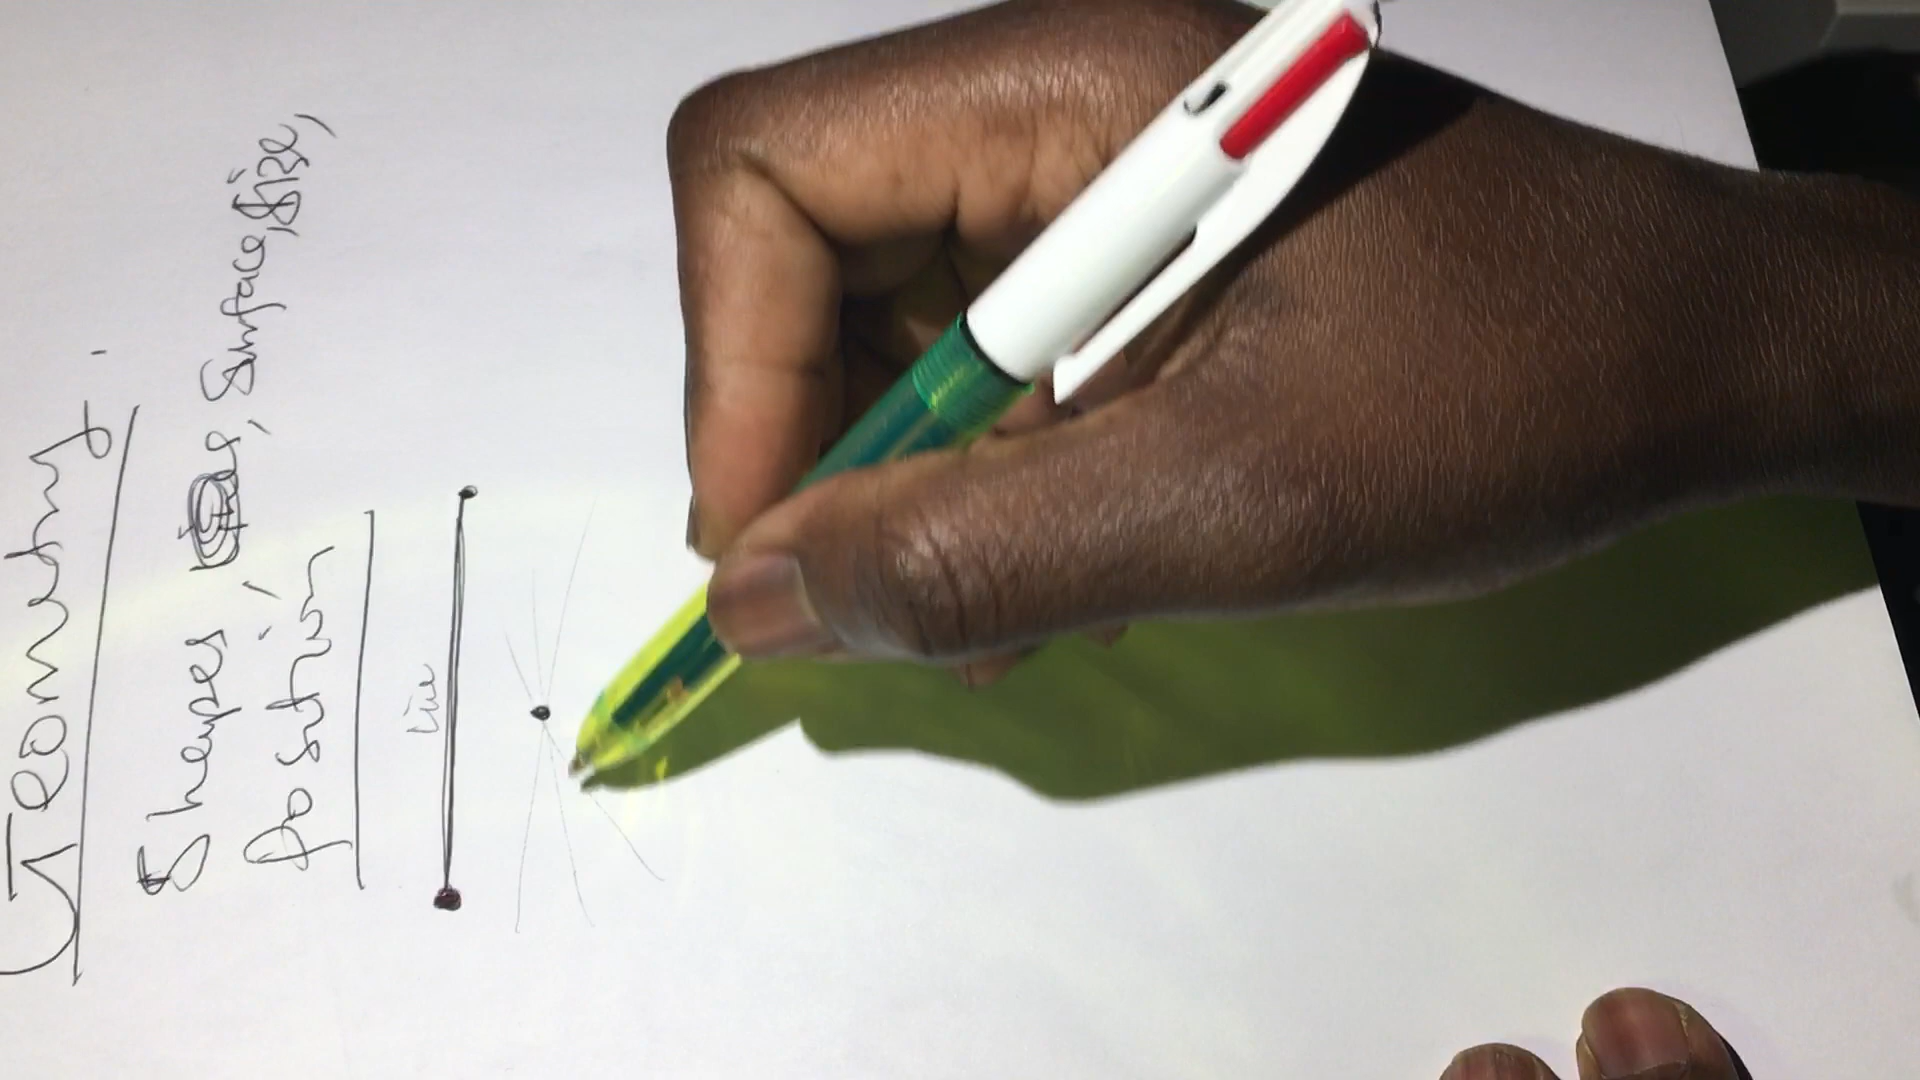 Geometry.
Shapes, Surface, Size,
Position
Line